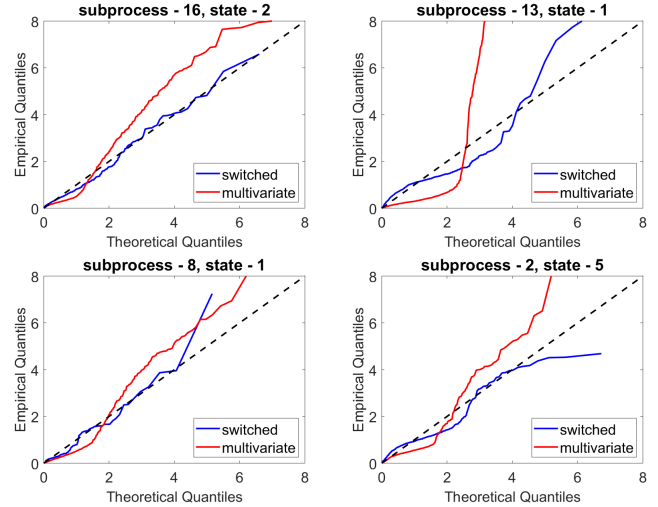 subprocess - 16, state - 2
Empirical Quantiles
8
6
4
2
0
switched
multivariate
0 2 4 6 8
Theoretical Quantiles
subprocess - 13, state - 1
Empirical Quantiles
8
6
4
2
0
switched
multivariate
0 2 4 6 8
Theoretical Quantiles
subprocess - 8, state - 1
Empirical Quantiles
8
6
4
2
0
switched
multivariate
0 2 4 6 8
Theoretical Quantiles
subprocess - 2, state - 5
Empirical Quantiles
8
6
4
2
0
switched
multivariate
0 2 4 6 8
Theoretical Quantiles